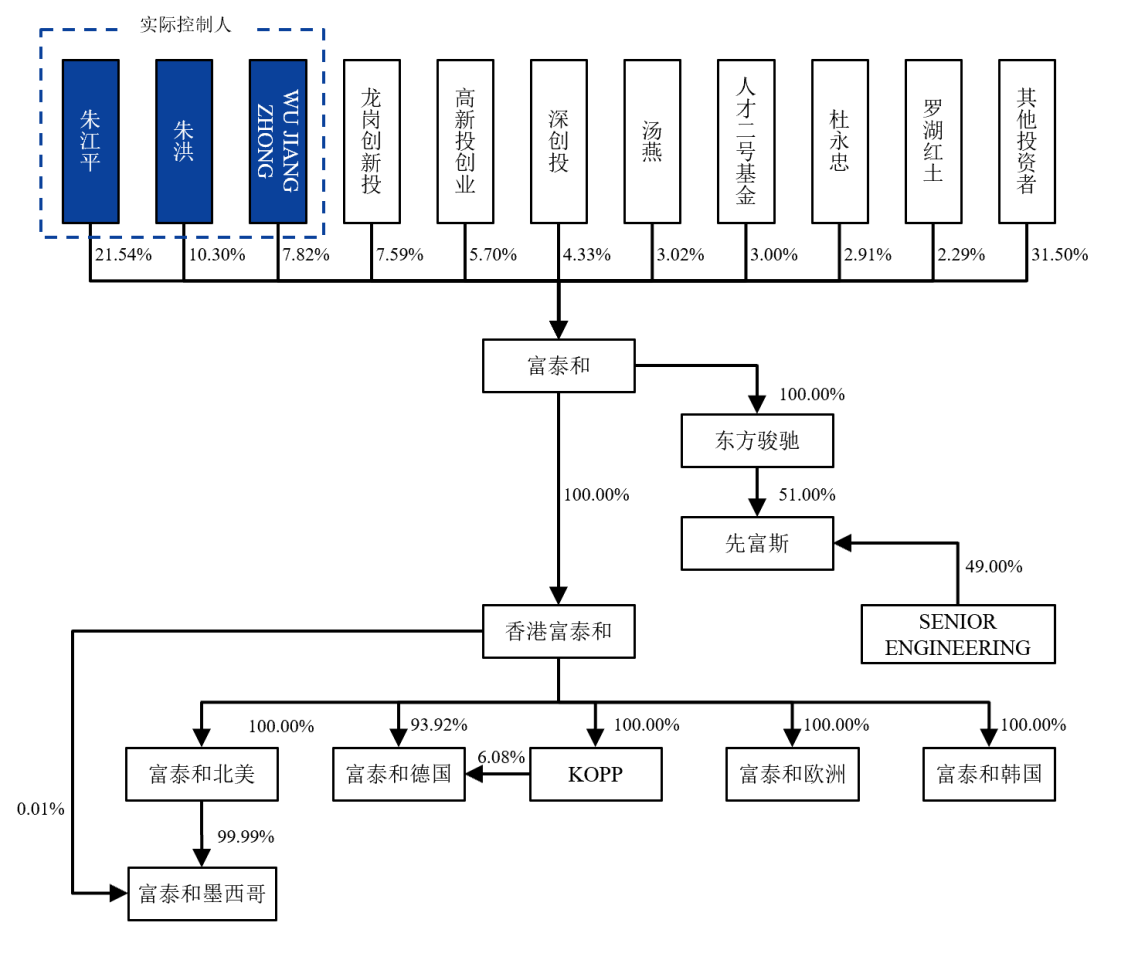 实际控制人
朱江平
朱洪
WU JIANG
ZHONG
龙岗创新投
高新投创业
深创投
汤燕
人才二号基金
杜永忠
罗湖红土
其他投资者
21.54%
10.30%
7.82%
7.59%
5.70%
4.33%
3.02%
3.00%
2.91%
2.29%
31.50%
富泰和
100.00%
东方骏驰
100.00%
51.00%
先富斯
49.00%
香港富泰和
SENIOR
ENGINEERING
100.00%
93.92%
100.00%
100.00%
100.00%
富泰和北美
富泰和德国
6.08%
KOPP
富泰和欧洲
富泰和韩国
0.01%
99.99%
富泰和墨西哥